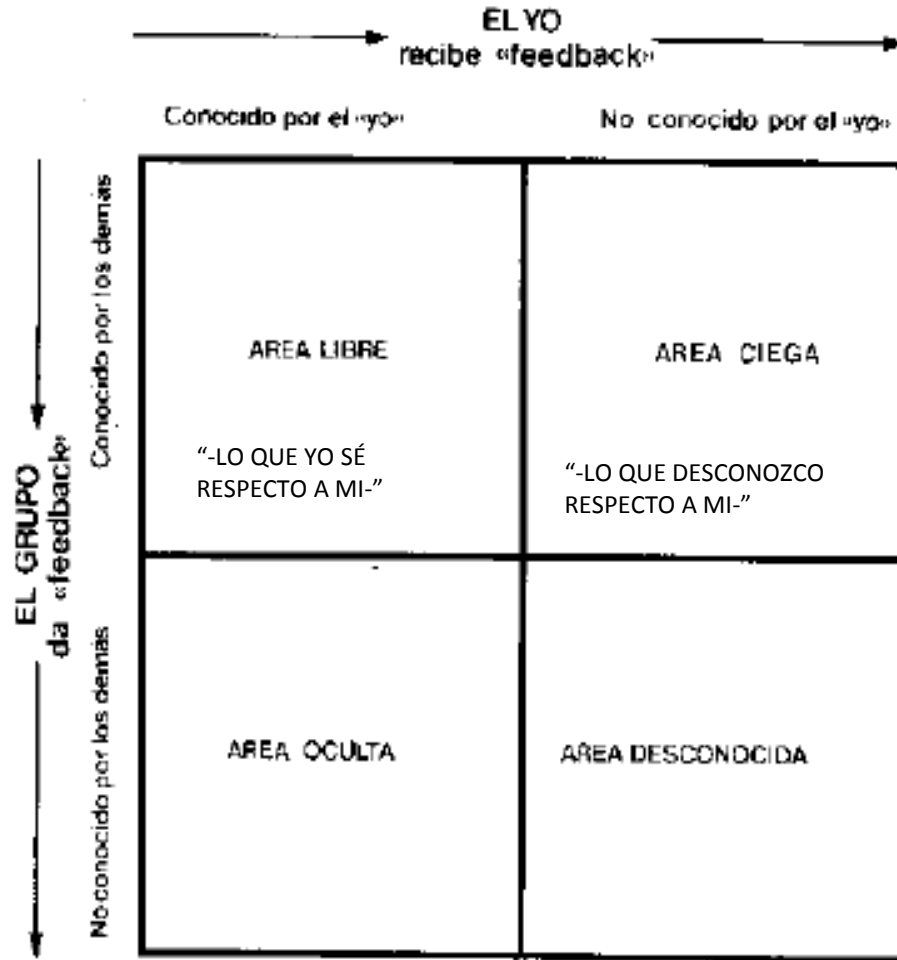 EL YO
recibe «feedback»
Conocido por el «yo»
No conocido por el «yo»
EL GRUPO
da «feedback»
Conocido por los demás
No conocido por los demás
AREA LIBRE
"-LO QUE YO SÉ
RESPECTO A MI-"
AREA CIEGA
"-LO QUE DESCONOZCO
RESPECTO A MI-"
AREA OCULTA
AREA DESCONOCIDA